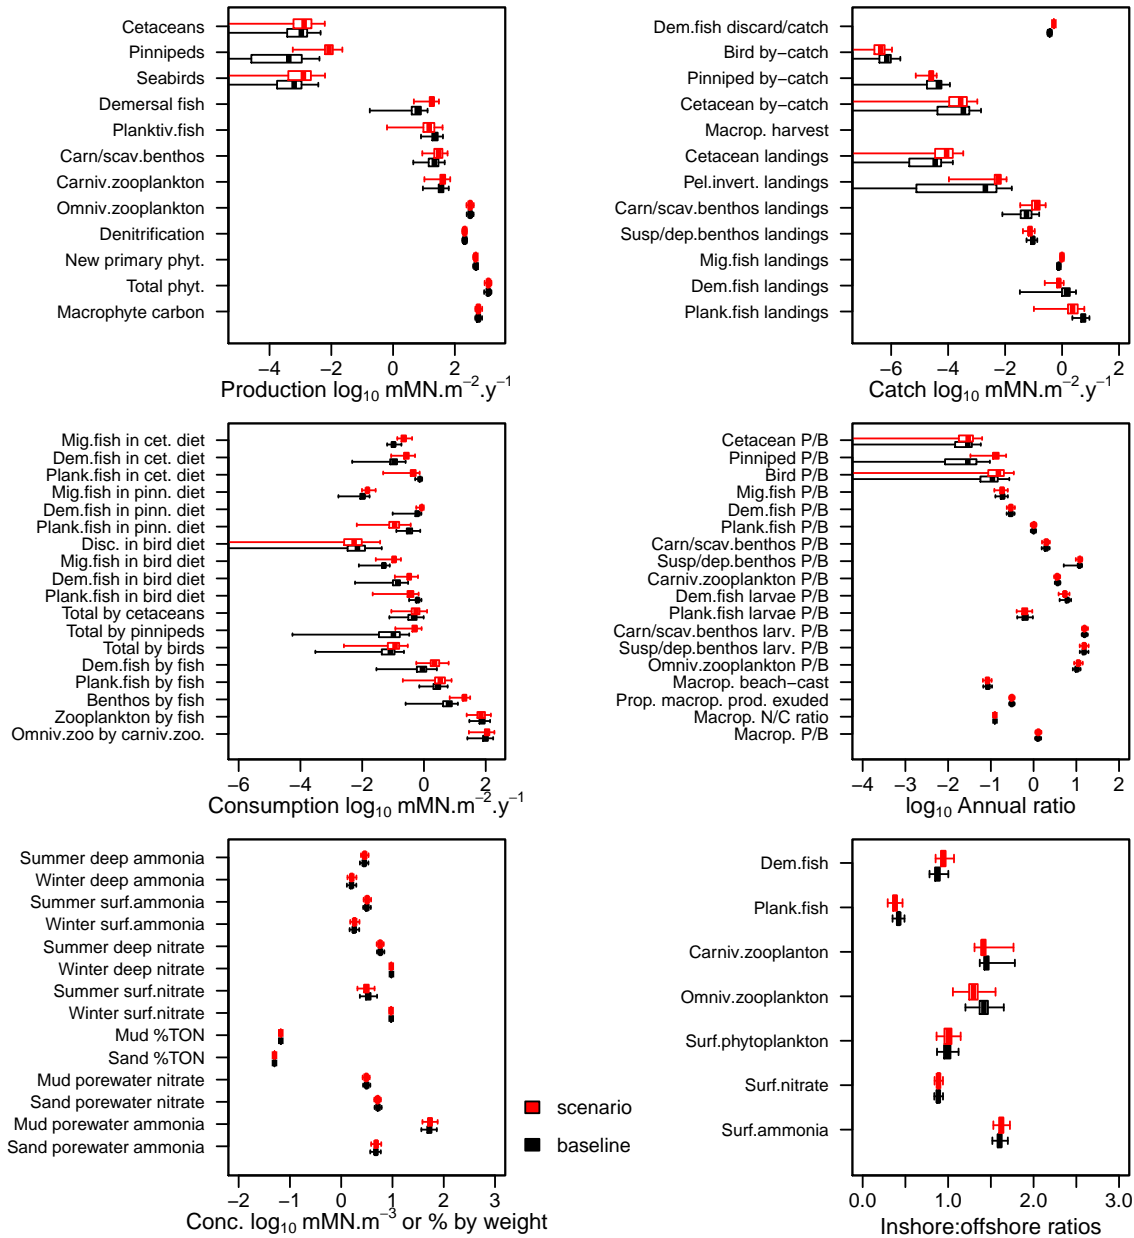 Cetaceans
Pinnipeds
Seabirds
Demersal fish
Planktiv.fish
Carn/scav.benthos
Carniv.zooplankton
Omniv.zooplankton
Denitrification
New primary phyt.
Total phyt.
Macrophyte carbon
−4 −2 0 2
Production log10 mMN.m−2.y−1
Dem.fish discard/catch
Bird by−catch
Pinniped by−catch
Cetacean by−catch
Macrop. harvest
Cetacean landings
Pel.invert. landings
Carn/scav.benthos landings
Susp/dep.benthos landings
Mig.fish landings
Dem.fish landings
Plank.fish landings
−6 −4 −2 0 2
Catch log10 mMN.m−2.y−1
Mig.fish in cet. diet
Dem.fish in cet. diet
Plank.fish in cet. diet
Mig.fish in pinn. diet
Dem.fish in pinn. diet
Plank.fish in pinn. diet
Disc. in bird diet
Mig.fish in bird diet
Dem.fish in bird diet
Plank.fish in bird diet
Total by cetaceans
Total by pinnipeds
Total by birds
Dem.fish by fish
Plank.fish by fish
Benthos by fish
Zooplankton by fish
Omniv.zoo by carniv.zoo.
−6 −4 −2 0 2
Consumption log10 mMN.m−2.y−1
Cetacean P/B
Pinniped P/B
Bird P/B
Mig.fish P/B
Dem.fish P/B
Plank.fish P/B
Carn/scav.benthos P/B
Susp/dep.benthos P/B
Carniv.zooplankton P/B
Dem.fish larvae P/B
Plank.fish larvae P/B
Carn/scav.benthos larv. P/B
Susp/dep.benthos larv. P/B
Omniv.zooplankton P/B
Macrop. beach−cast
Prop. macrop. prod. exuded
Macrop. N/C ratio
Macrop. P/B
−4 −3 −2 −1 0 1 2
log10 Annual ratio
Summer deep ammonia
Winter deep ammonia
Summer surf.ammonia
Winter surf.ammonia
Summer deep nitrate
Winter deep nitrate
Summer surf.nitrate
Winter surf.nitrate
Mud %TON
Sand %TON
Mud porewater nitrate
Sand porewater nitrate
Mud porewater ammonia
Sand porewater ammonia
−2 −1 0 1 2 3
Conc. log10 mMN.m−3 or % by weight
scenario
baseline
Dem.fish
Plank.fish
Carniv.zooplanton
Omniv.zooplankton
Surf.phytoplankton
Surf.nitrate
Surf.ammonia
0.0 1.0 2.0 3.0
Inshore:offshore ratios